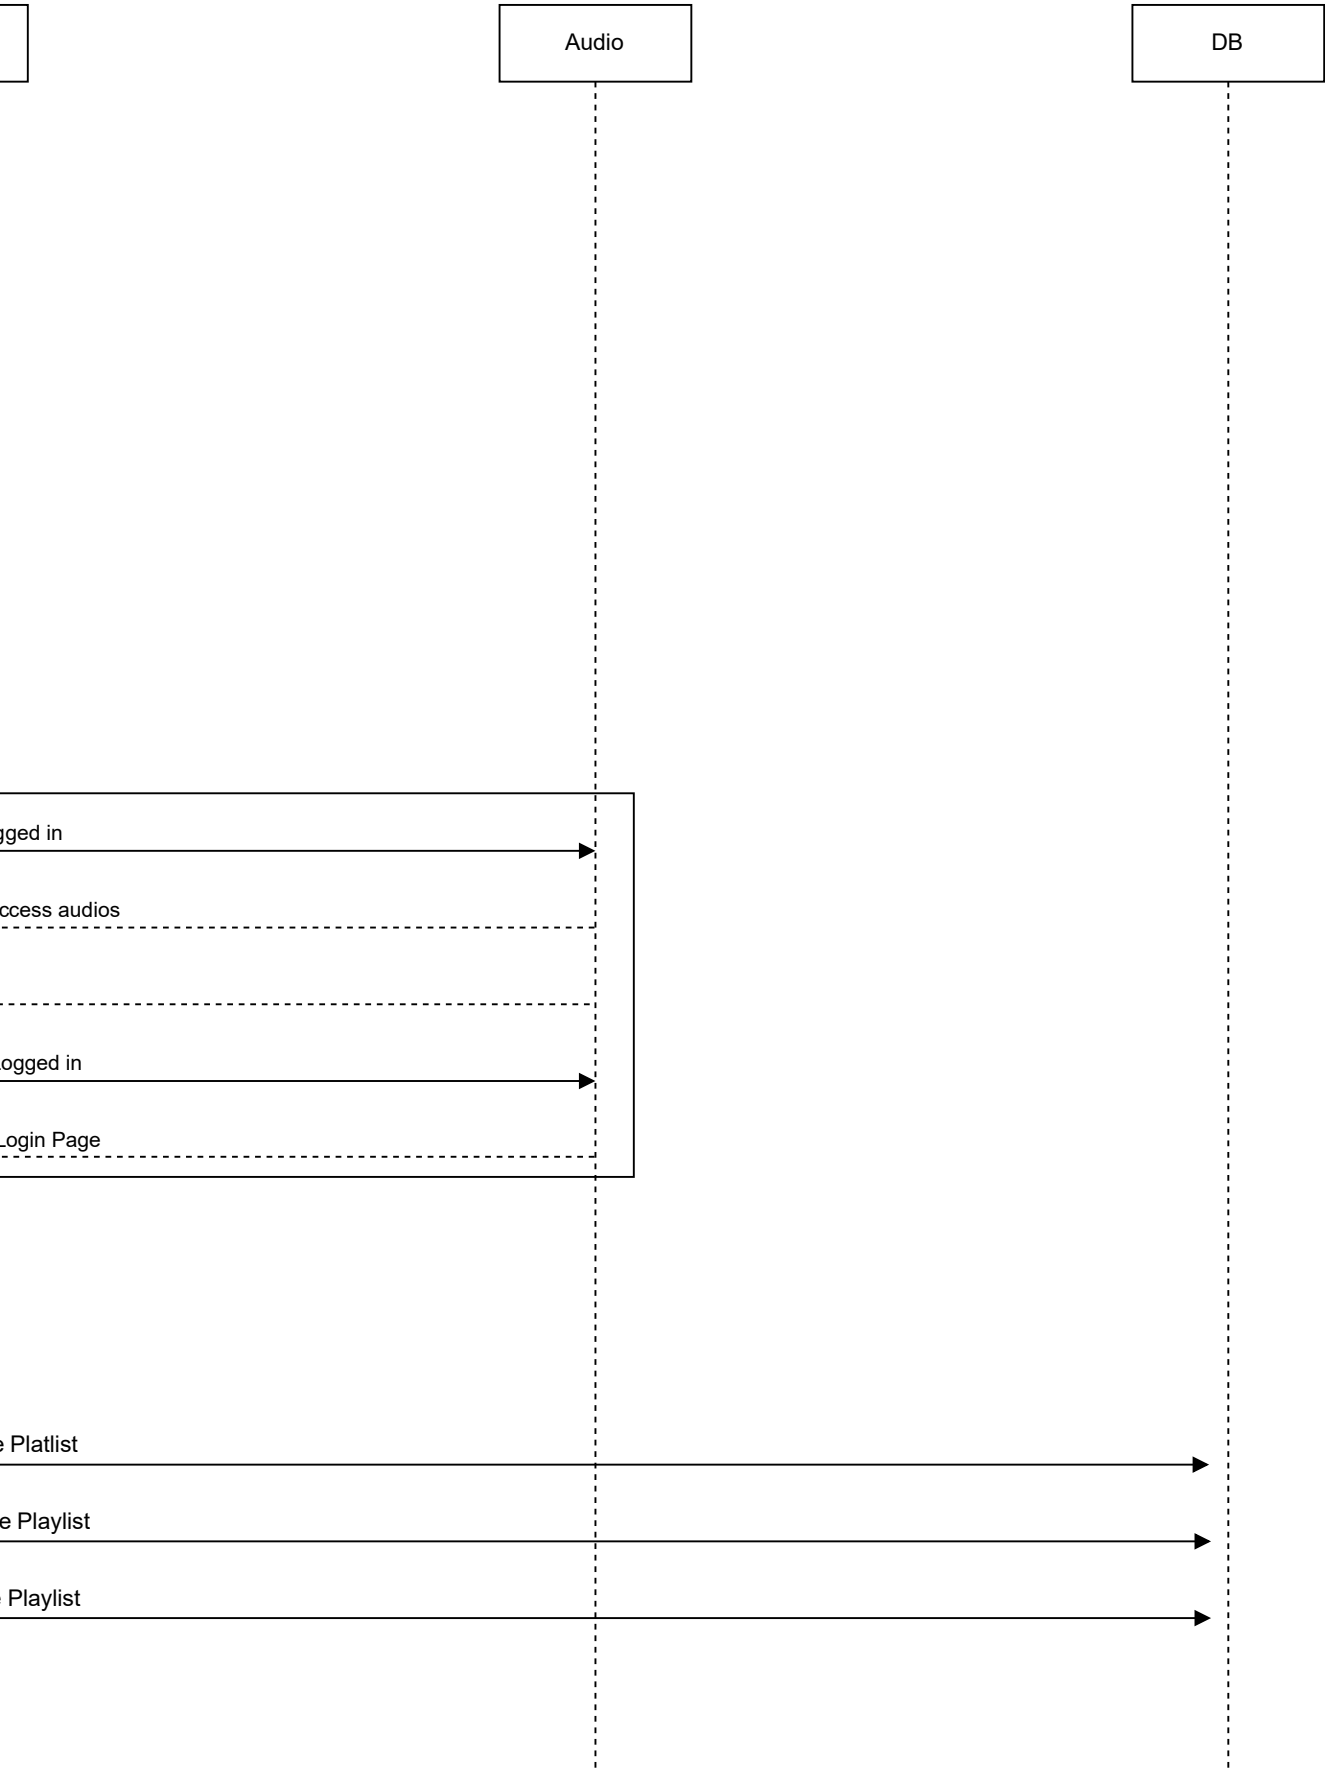 Audio
DB
gged in
ccess audios
ogged in
Login Page
e Platlist
e Playlist
e Playlist